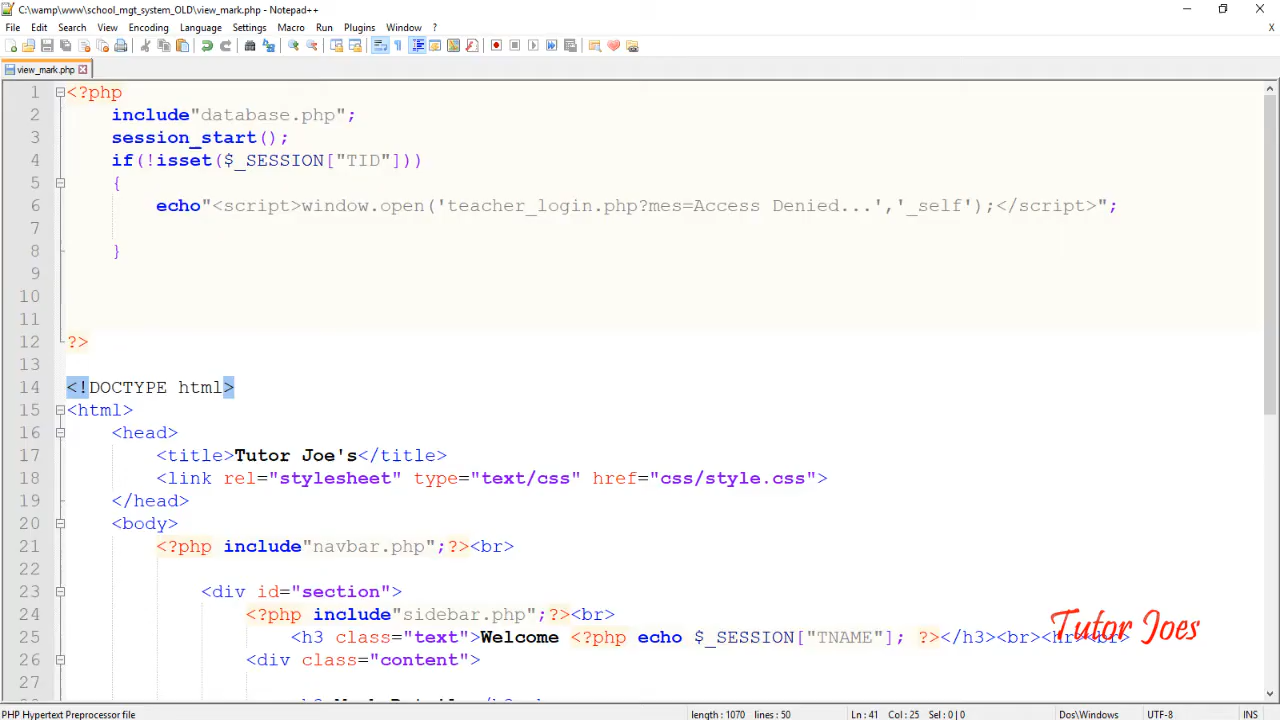 C:\wamp\www\school_mgt_system_OLD\view_mark.php - Notepad++
File Edit Search View Encoding Language Settings Macro Run Plugins Window ? X
view_mark.php
1 <?php
2 include"database.php";
3 session_start();
4 if(!isset($_SESSION["TID"]))
5 {
6 echo"<script>window.open('teacher_login.php?mes=Access Denied...','_self');</script>";
7
8 }
9
10
11
12 ?>
13
14 <!DOCTYPE html>
15 <html>
16 <head>
17 <title>Tutor Joe's</title>
18 <link rel="stylesheet" type="text/css" href="css/style.css">
19 </head>
20 <body>
21 <?php include"navbar.php";?><br>
22
23 <div id="section">
24 <?php include"sidebar.php";?><br>
25 <h3 class="text">Welcome <?php echo $_SESSION["TNAME"]; ?></h3><br><hr><br>
Tutor Joes
26 <div class="content">
27
PHP Hypertext Preprocessor file length : 1070 lines : 50 Ln : 41 Col : 25 Sel : 0 | 0 Dos\Windows UTF-8 INS